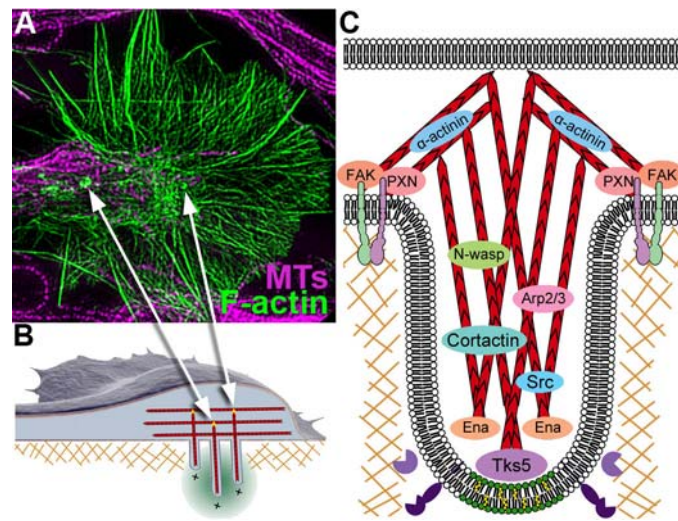 A
MTs
F-actin
B
+
+
+
C
α-actinin
α-actinin
FAK
PXN
PXN
FAK
N-wasp
Arp2/3
Cortactin
Src
Ena
Ena
Tks5